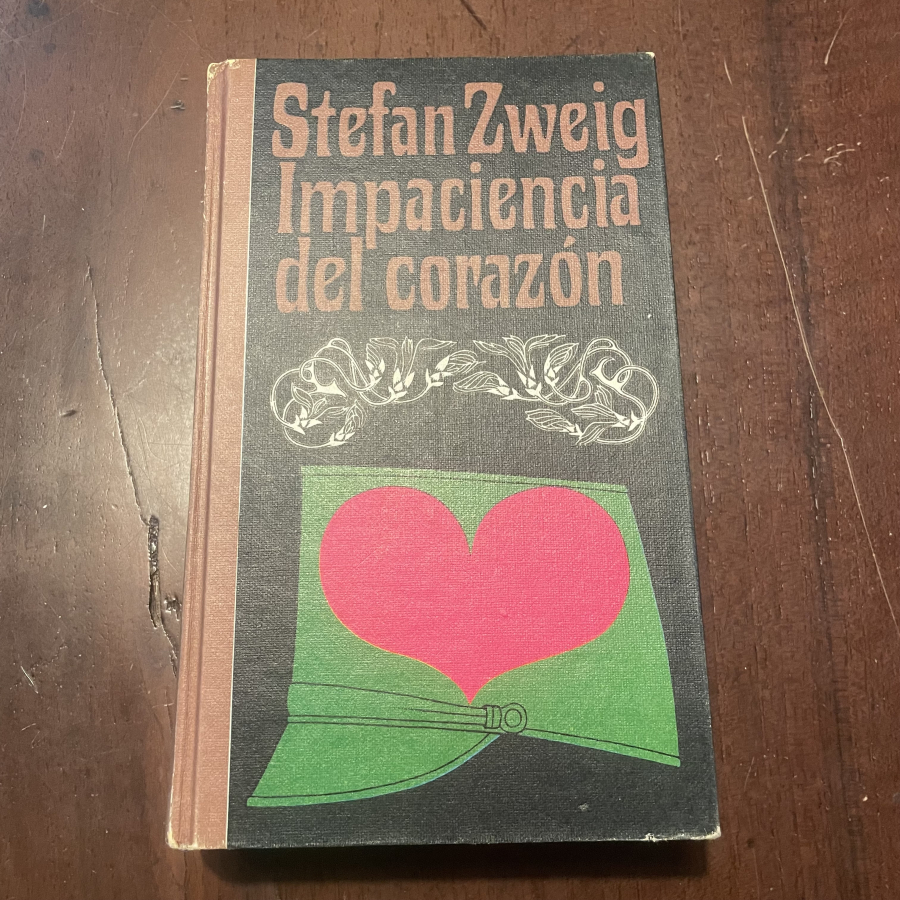 Stefan Zweig
Impaciencia
del corazón